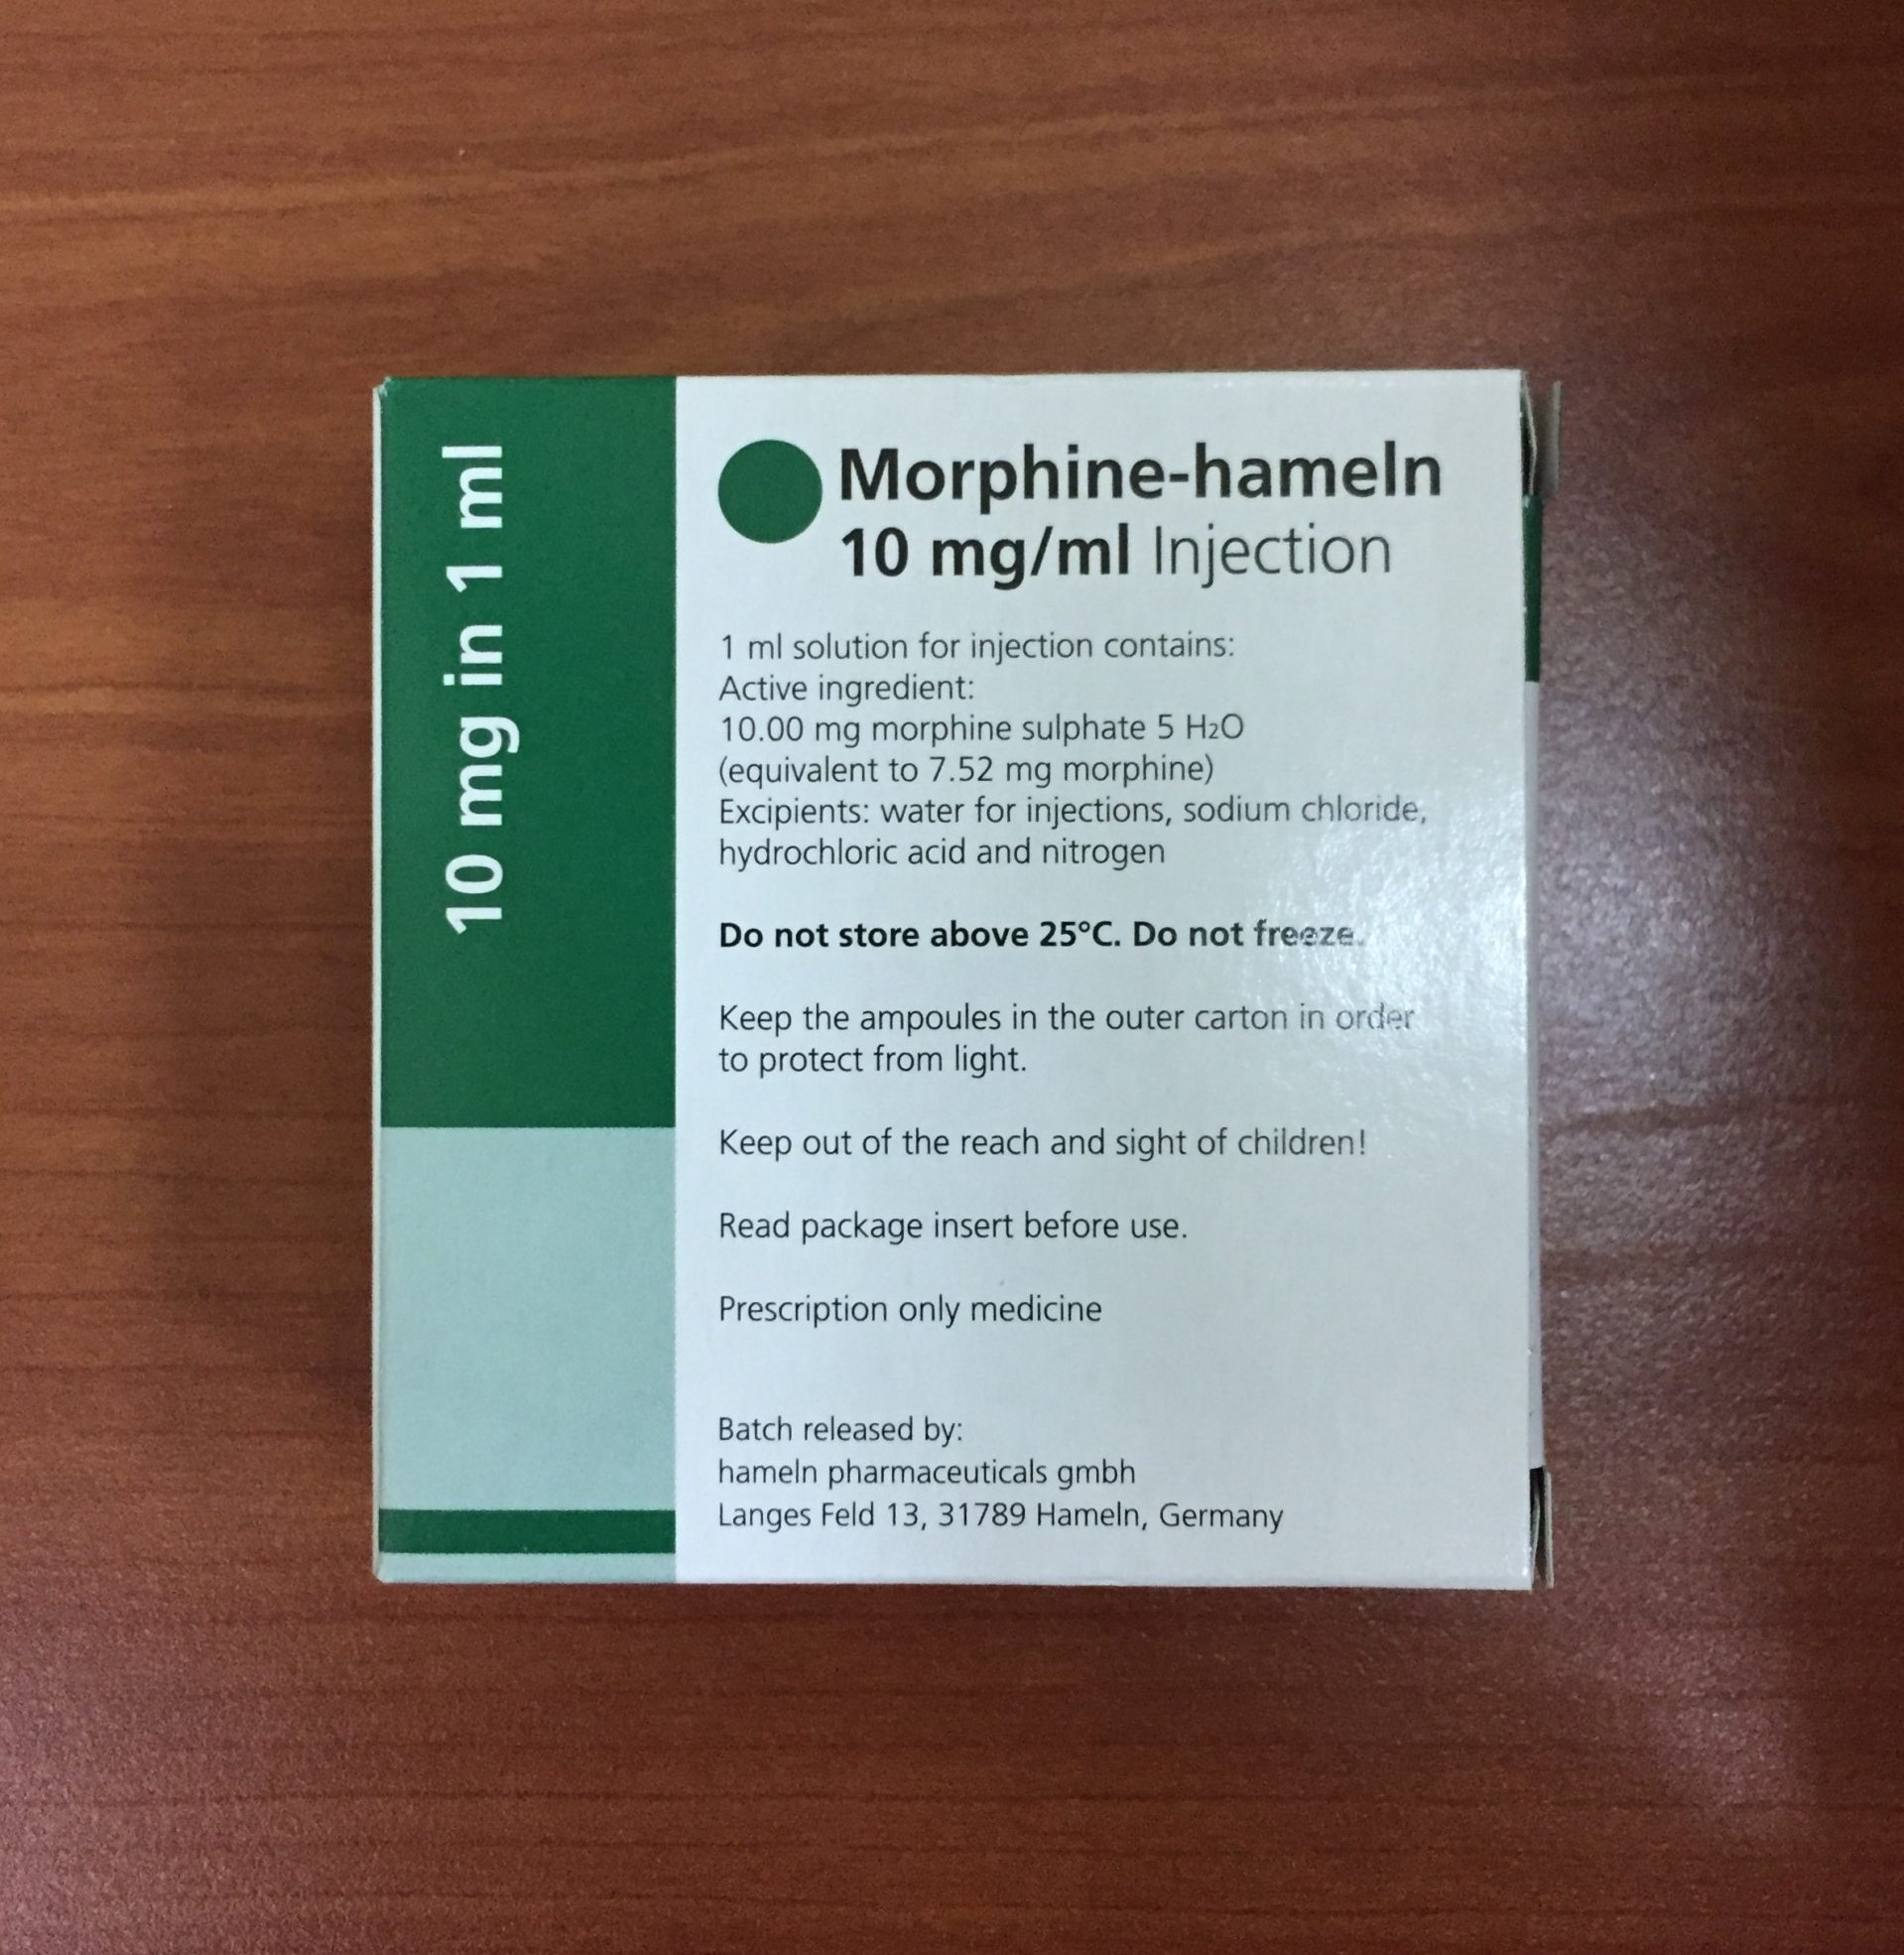 10 mg in 1 ml
Morphine-hameln
10 mg/ml Injection
1 ml solution for injection contains:
Active ingredient:
10.00 mg morphine sulphate 5 H₂O
(equivalent to 7.52 mg morphine)
Excipients: water for injections, sodium chloride,
hydrochloric acid and nitrogen
Do not store above 25°C. Do not freeze.
Keep the ampoules in the outer carton in order
to protect from light.
Keep out of the reach and sight of children!
Read package insert before use.
Prescription only medicine
Batch released by:
hameln pharmaceuticals gmbh
Langes Feld 13, 31789 Hameln, Germany